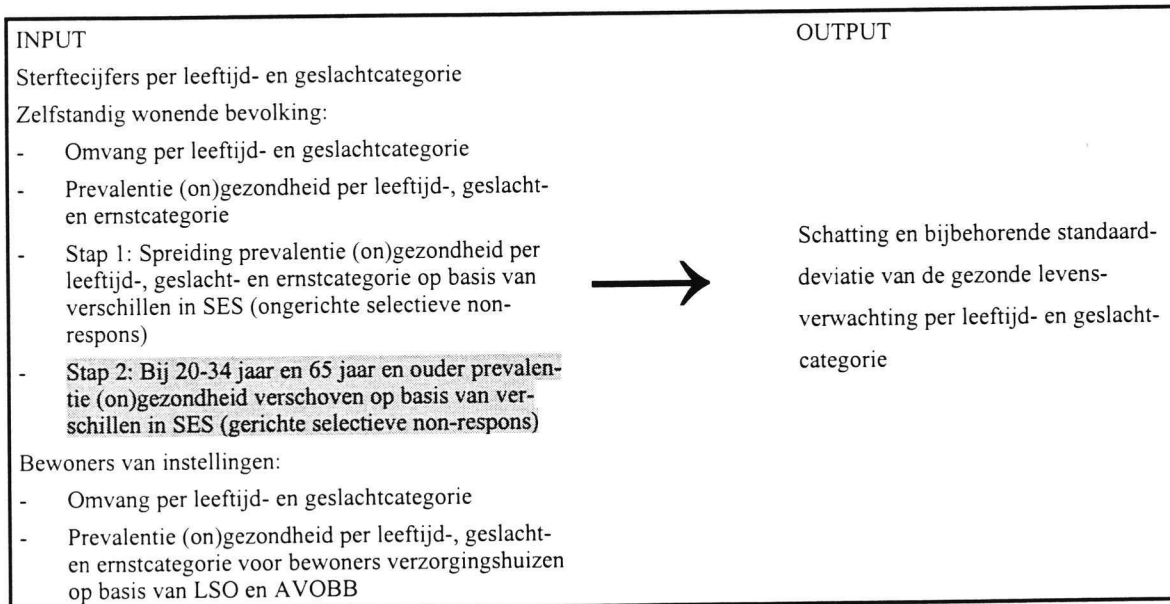 INPUT
Sterftecijfers per leeftijd- en geslachtcategorie
Zelfstandig wonende bevolking:
- Omvang per leeftijd- en geslachtcategorie
- Prevalentie (on)gezondheid per leeftijd-, geslacht-
en ernstcategorie
- Stap 1: Spreiding prevalentie (on)gezondheid per
leeftijd-, geslacht- en ernstcategorie op basis van
verschillen in SES (ongerichte selectieve non-
respons)
- Stap 2: Bij 20-34 jaar en 65 jaar en ouder prevalen-
tie (on)gezondheid verschoven op basis van ver-
schillen in SES (gerichte selectieve non-respons)
Bewoners van instellingen:
- Omvang per leeftijd- en geslachtcategorie
- Prevalentie (on)gezondheid per leeftijd-, geslacht-
en ernstcategorie voor bewoners verzorgingshuizen
op basis van LSO en AVOBB
OUTPUT
Schatting en bijbehorende standaard-
deviatie van de gezonde levens-
verwachting per leeftijd- en geslacht-
categorie